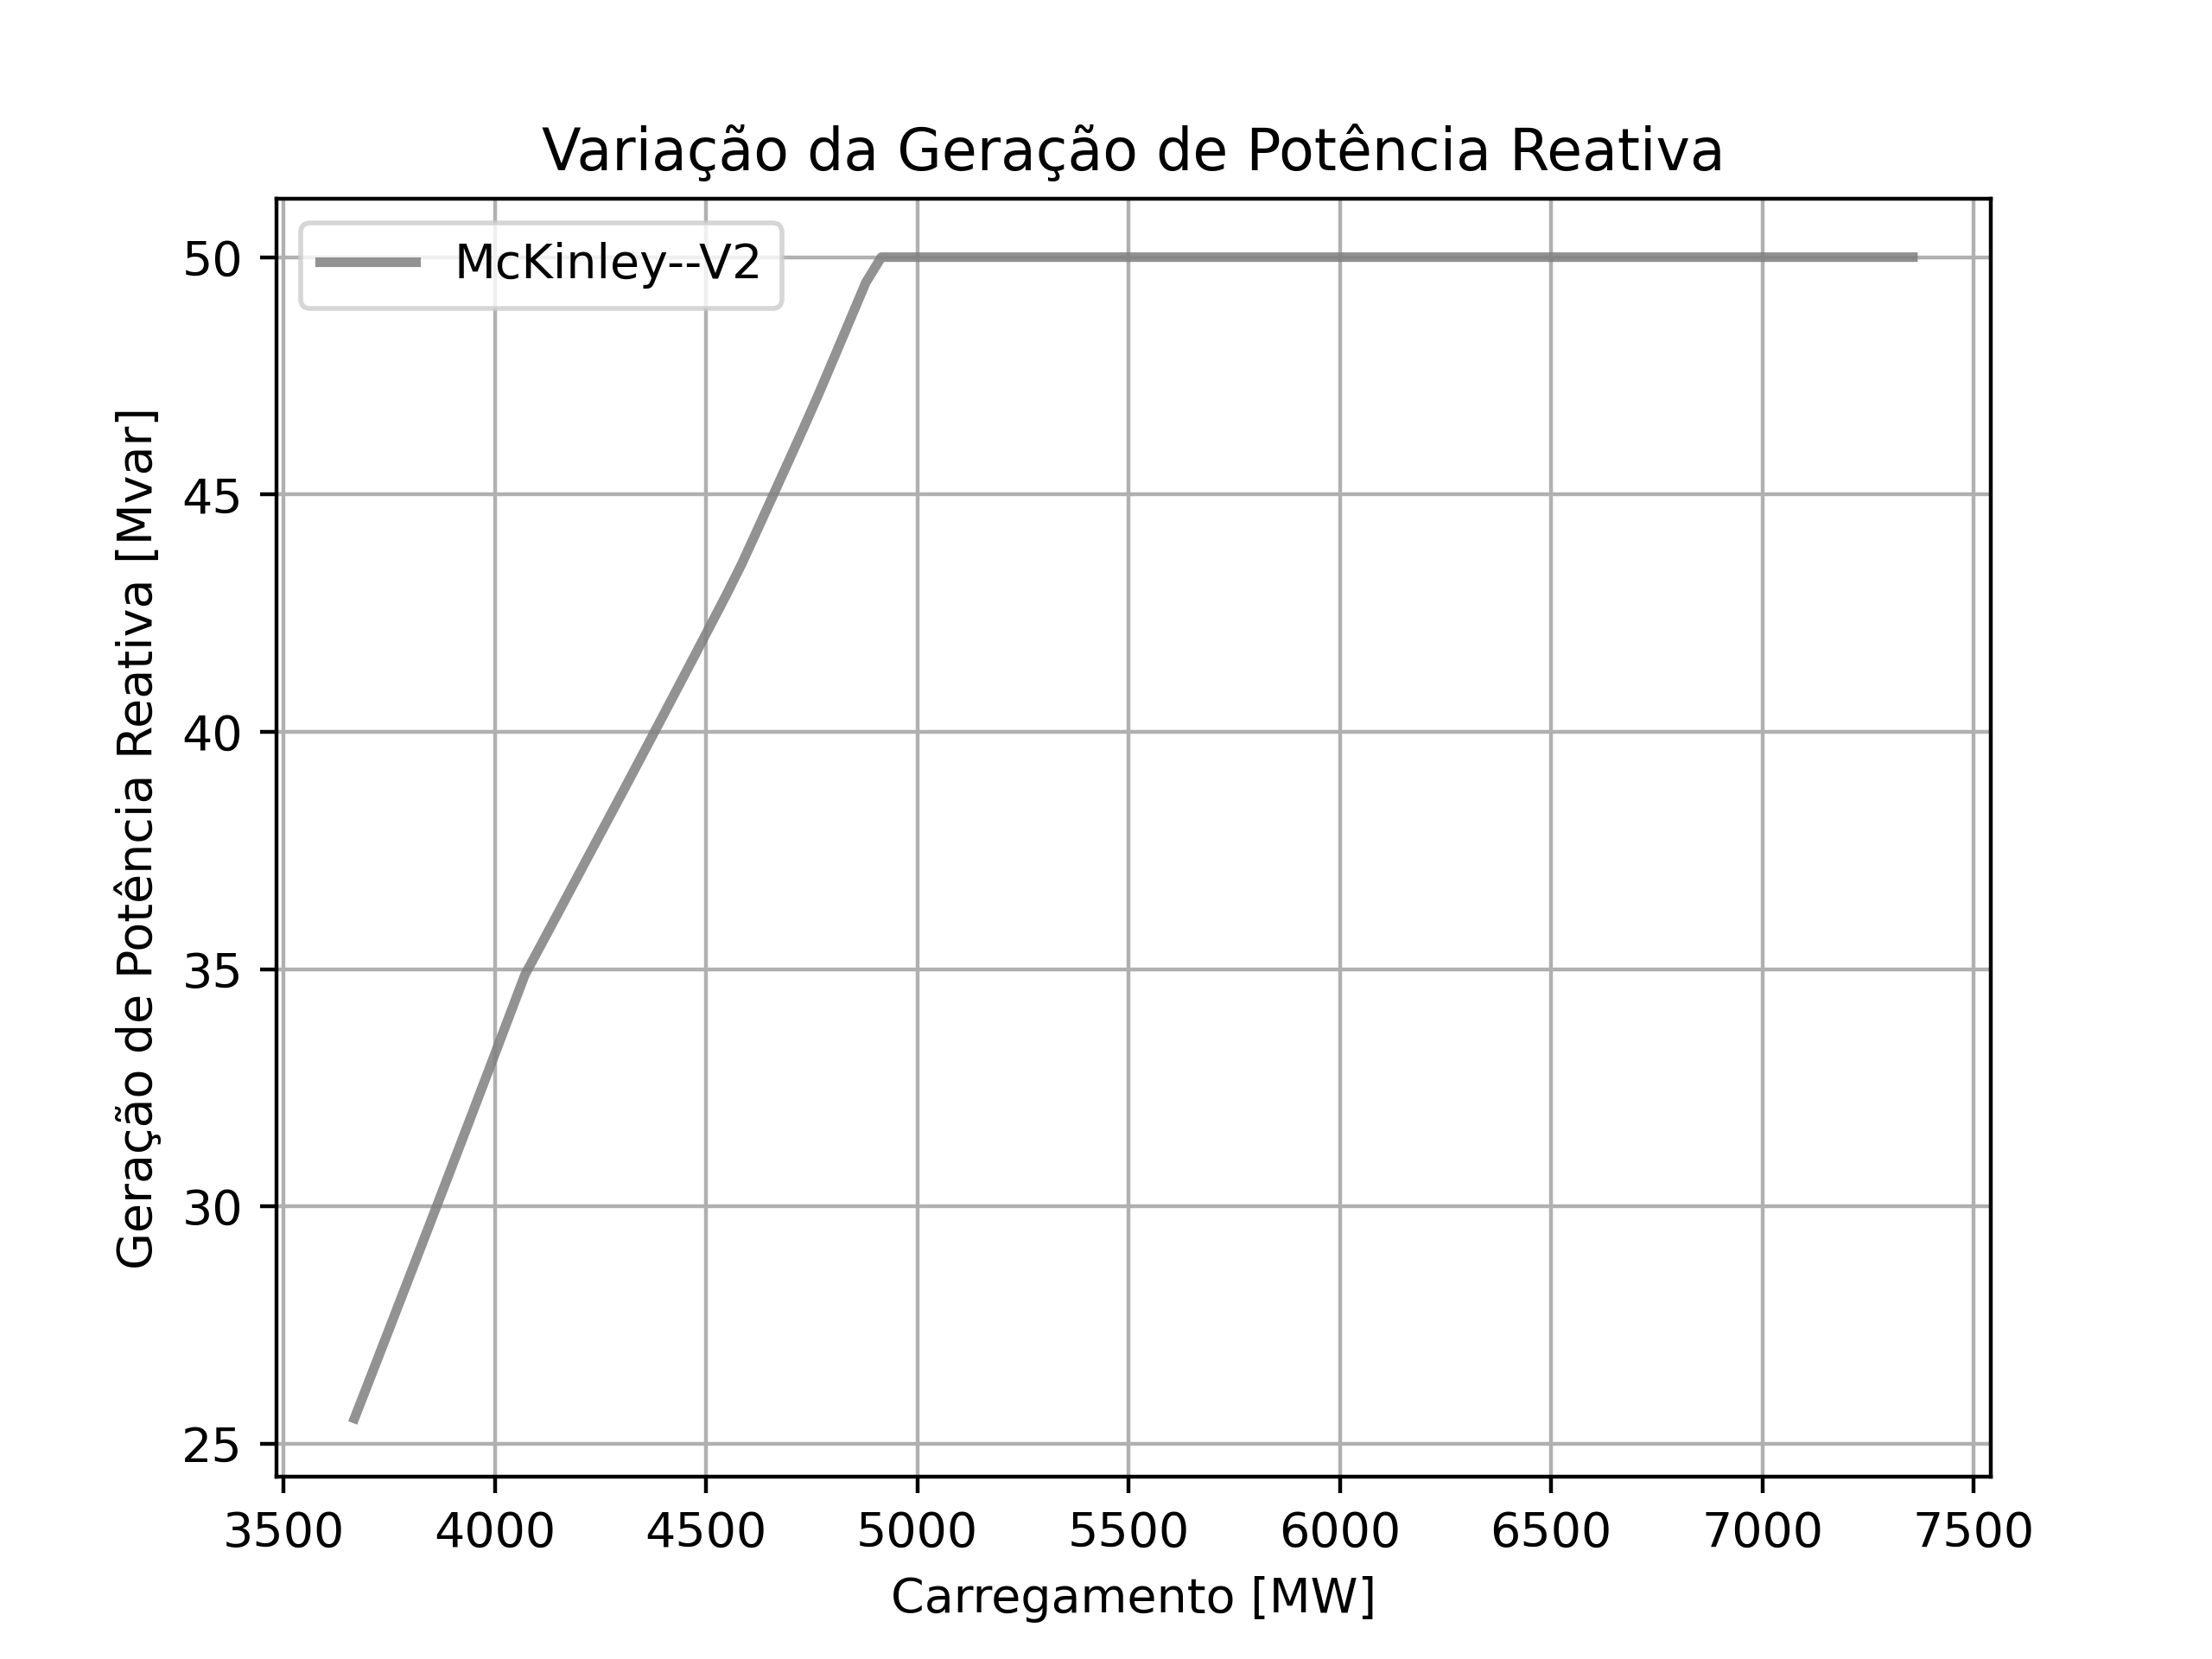 Variação da Geração de Potência Reativa
McKinley--V2
Geração de Potência Reativa [Mvar]
50
45
40
35
30
25
3500 4000 4500 5000 5500 6000 6500 7000 7500
Carregamento [MW]